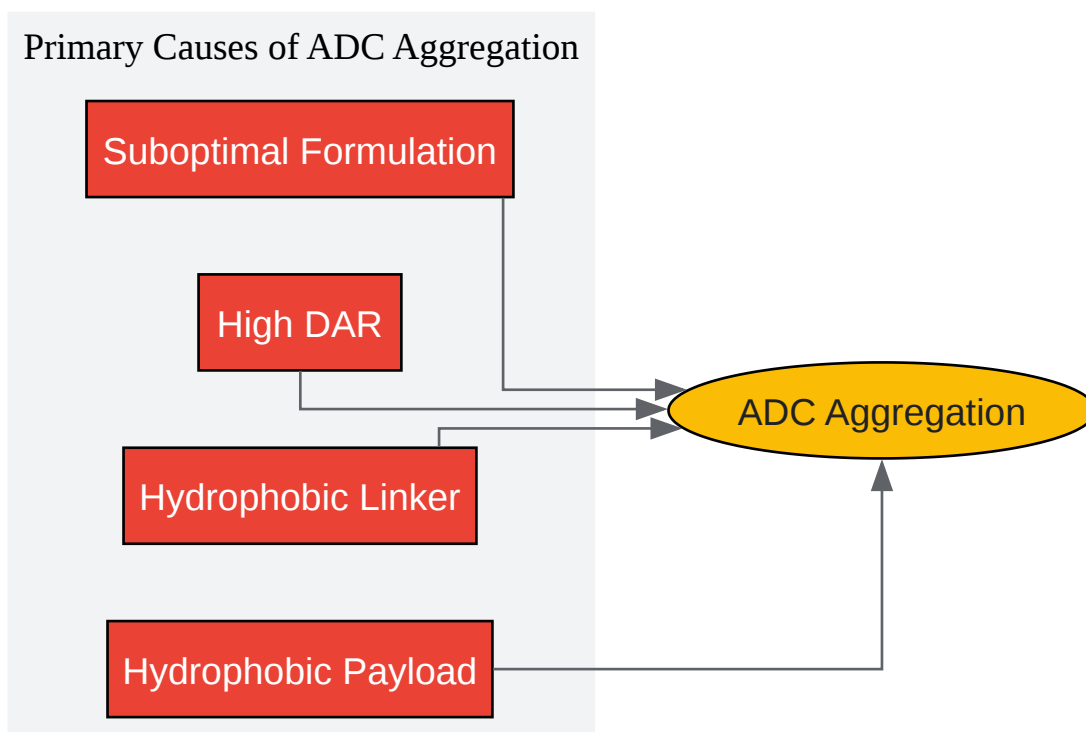 Primary Causes of ADC Aggregation
Suboptimal Formulation
High DAR
ADC Aggregation
Hydrophobic Linker
Hydrophobic Payload